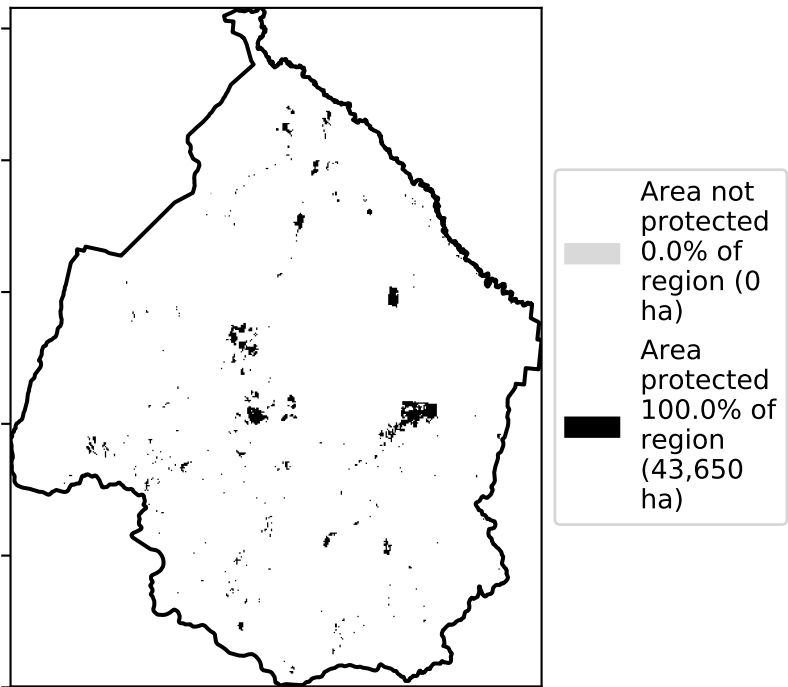 Area not
protected
0.0% of
region (0
ha)
Area
protected
100.0% of
region
(43,650
ha)